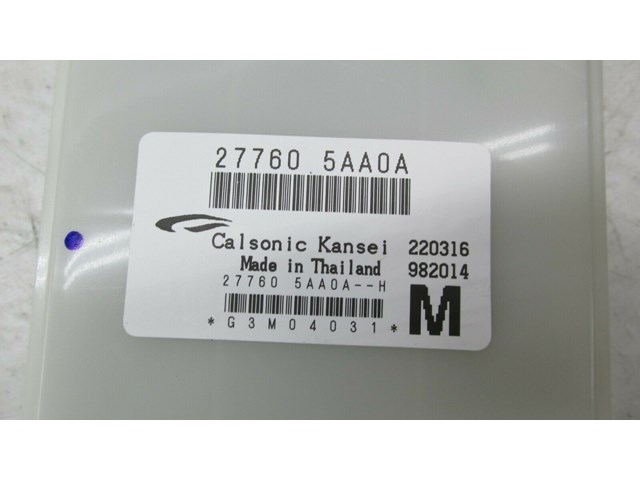 27760 5AA0A
Calsonic Kansei 220316
Made in Thailand 982014
27760 5AA0A--H
*G3M04031* M